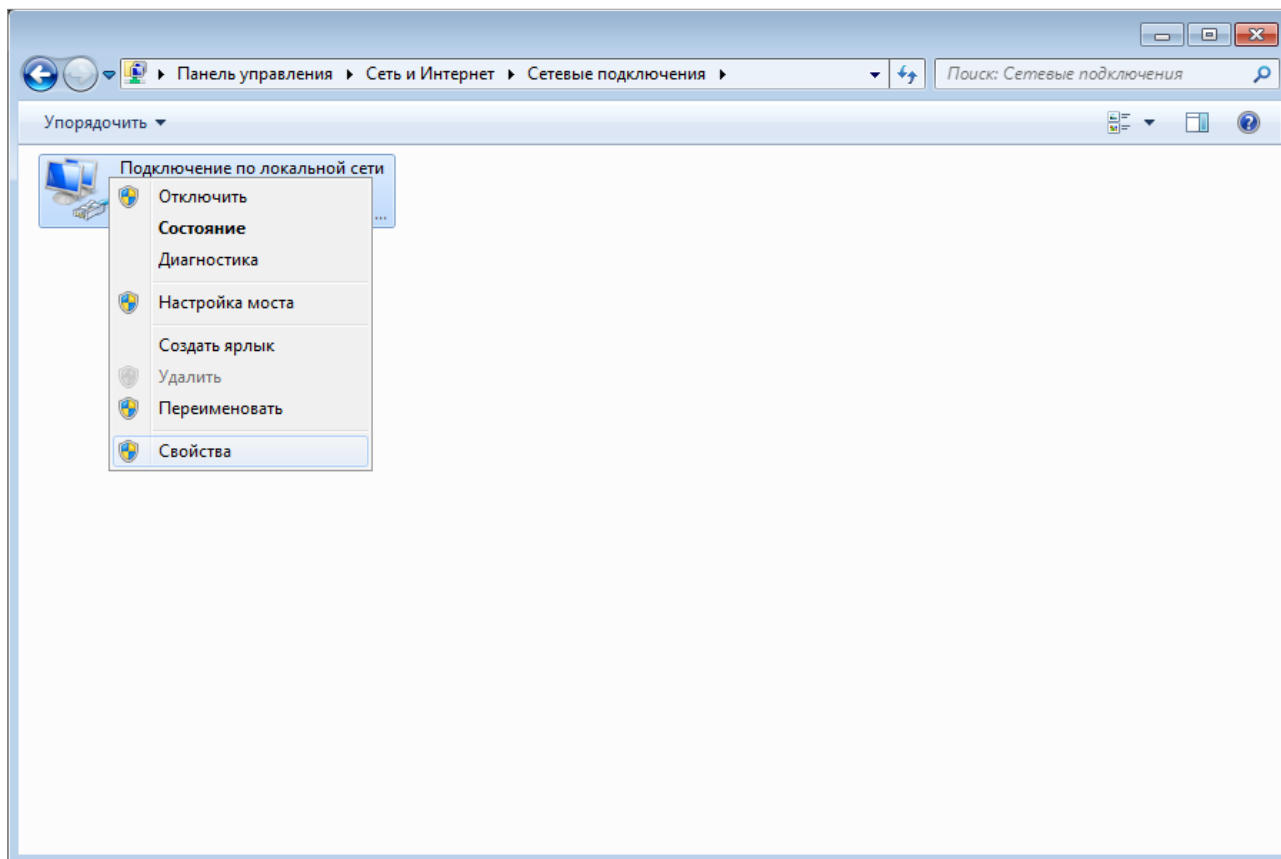 Панель управления Сеть и Интернет Сетевые подключения Поиск: Сетевые подключения
Упорядочить
Подключение по локальной сети
...
Отключить
Состояние
Диагностика
Настройка моста
Создать ярлык
Удалить
Переименовать
Свойства